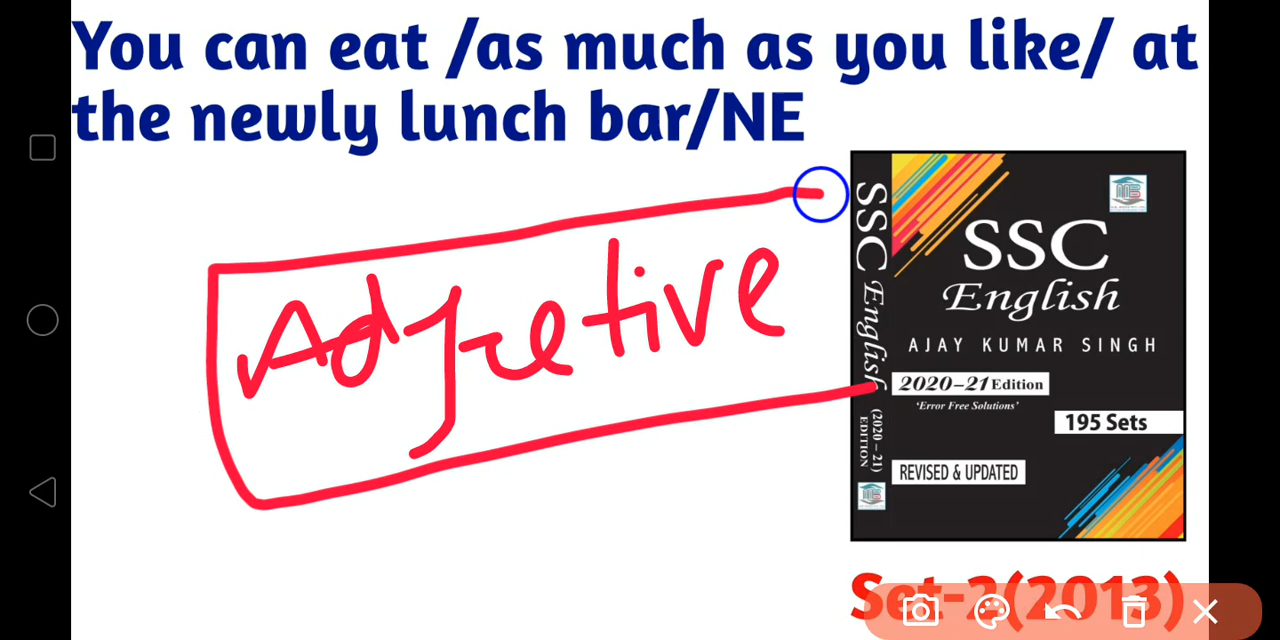 You can eat /as much as you like/ at
the newly lunch bar/NE
Adjective
SSC English
(2020-21)
EDITION
SSC
English
AJAY KUMAR SINGH
2020-21 Edition
'Error Free Solutions'
195 Sets
REVISED & UPDATED
Set-2(2013)